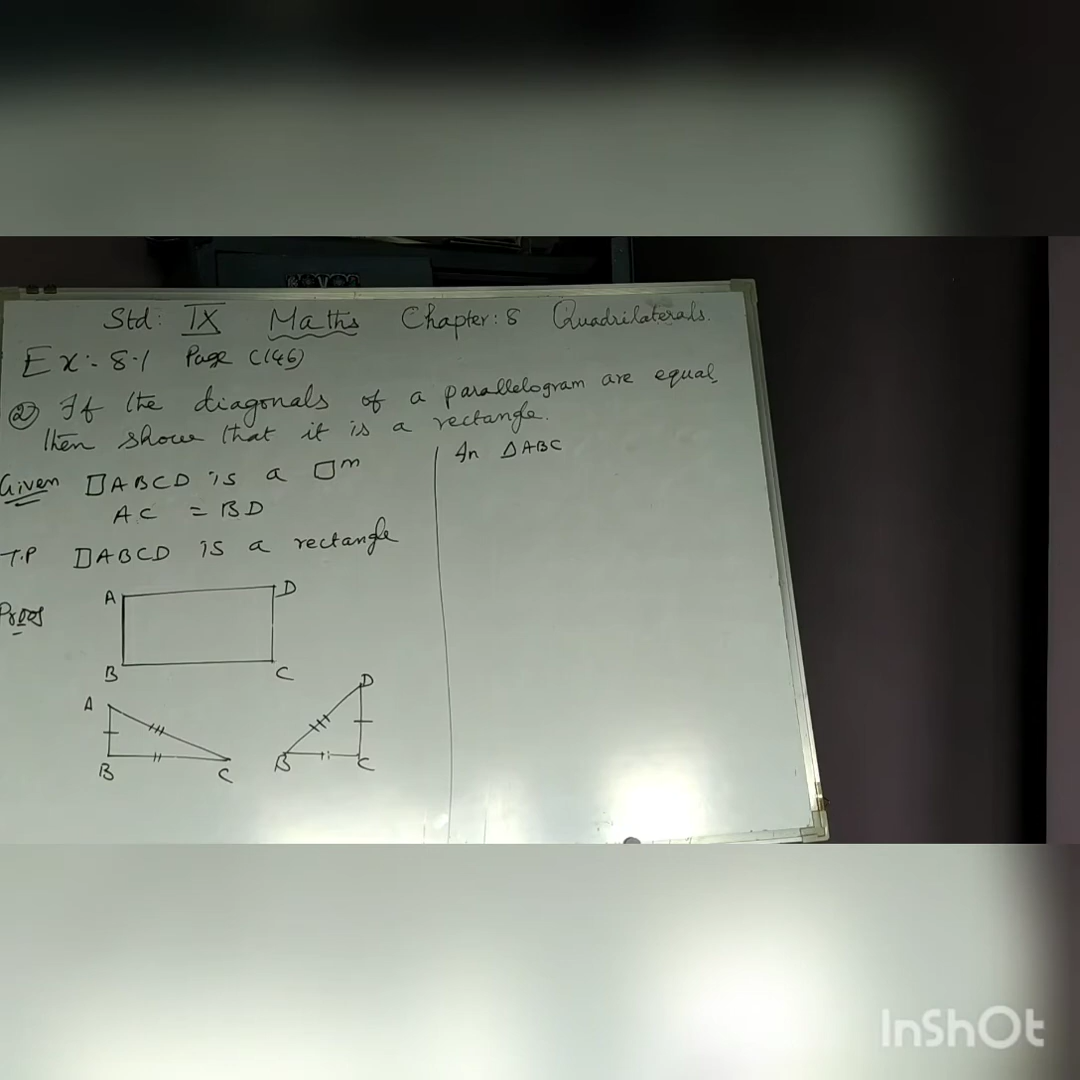 Std: IX Maths Chapter: 8 Quadrilaterals.
Ex:- 8.1 Page (146)
(2) If the diagonals of a parallelogram are equal,
then show that it is a rectangle.
Given □ABCD is a □m
AC = BD
T.P □ABCD is a rectangle
Proof
A D
B C
A
B C
D
B C
In △ABC
InShOt